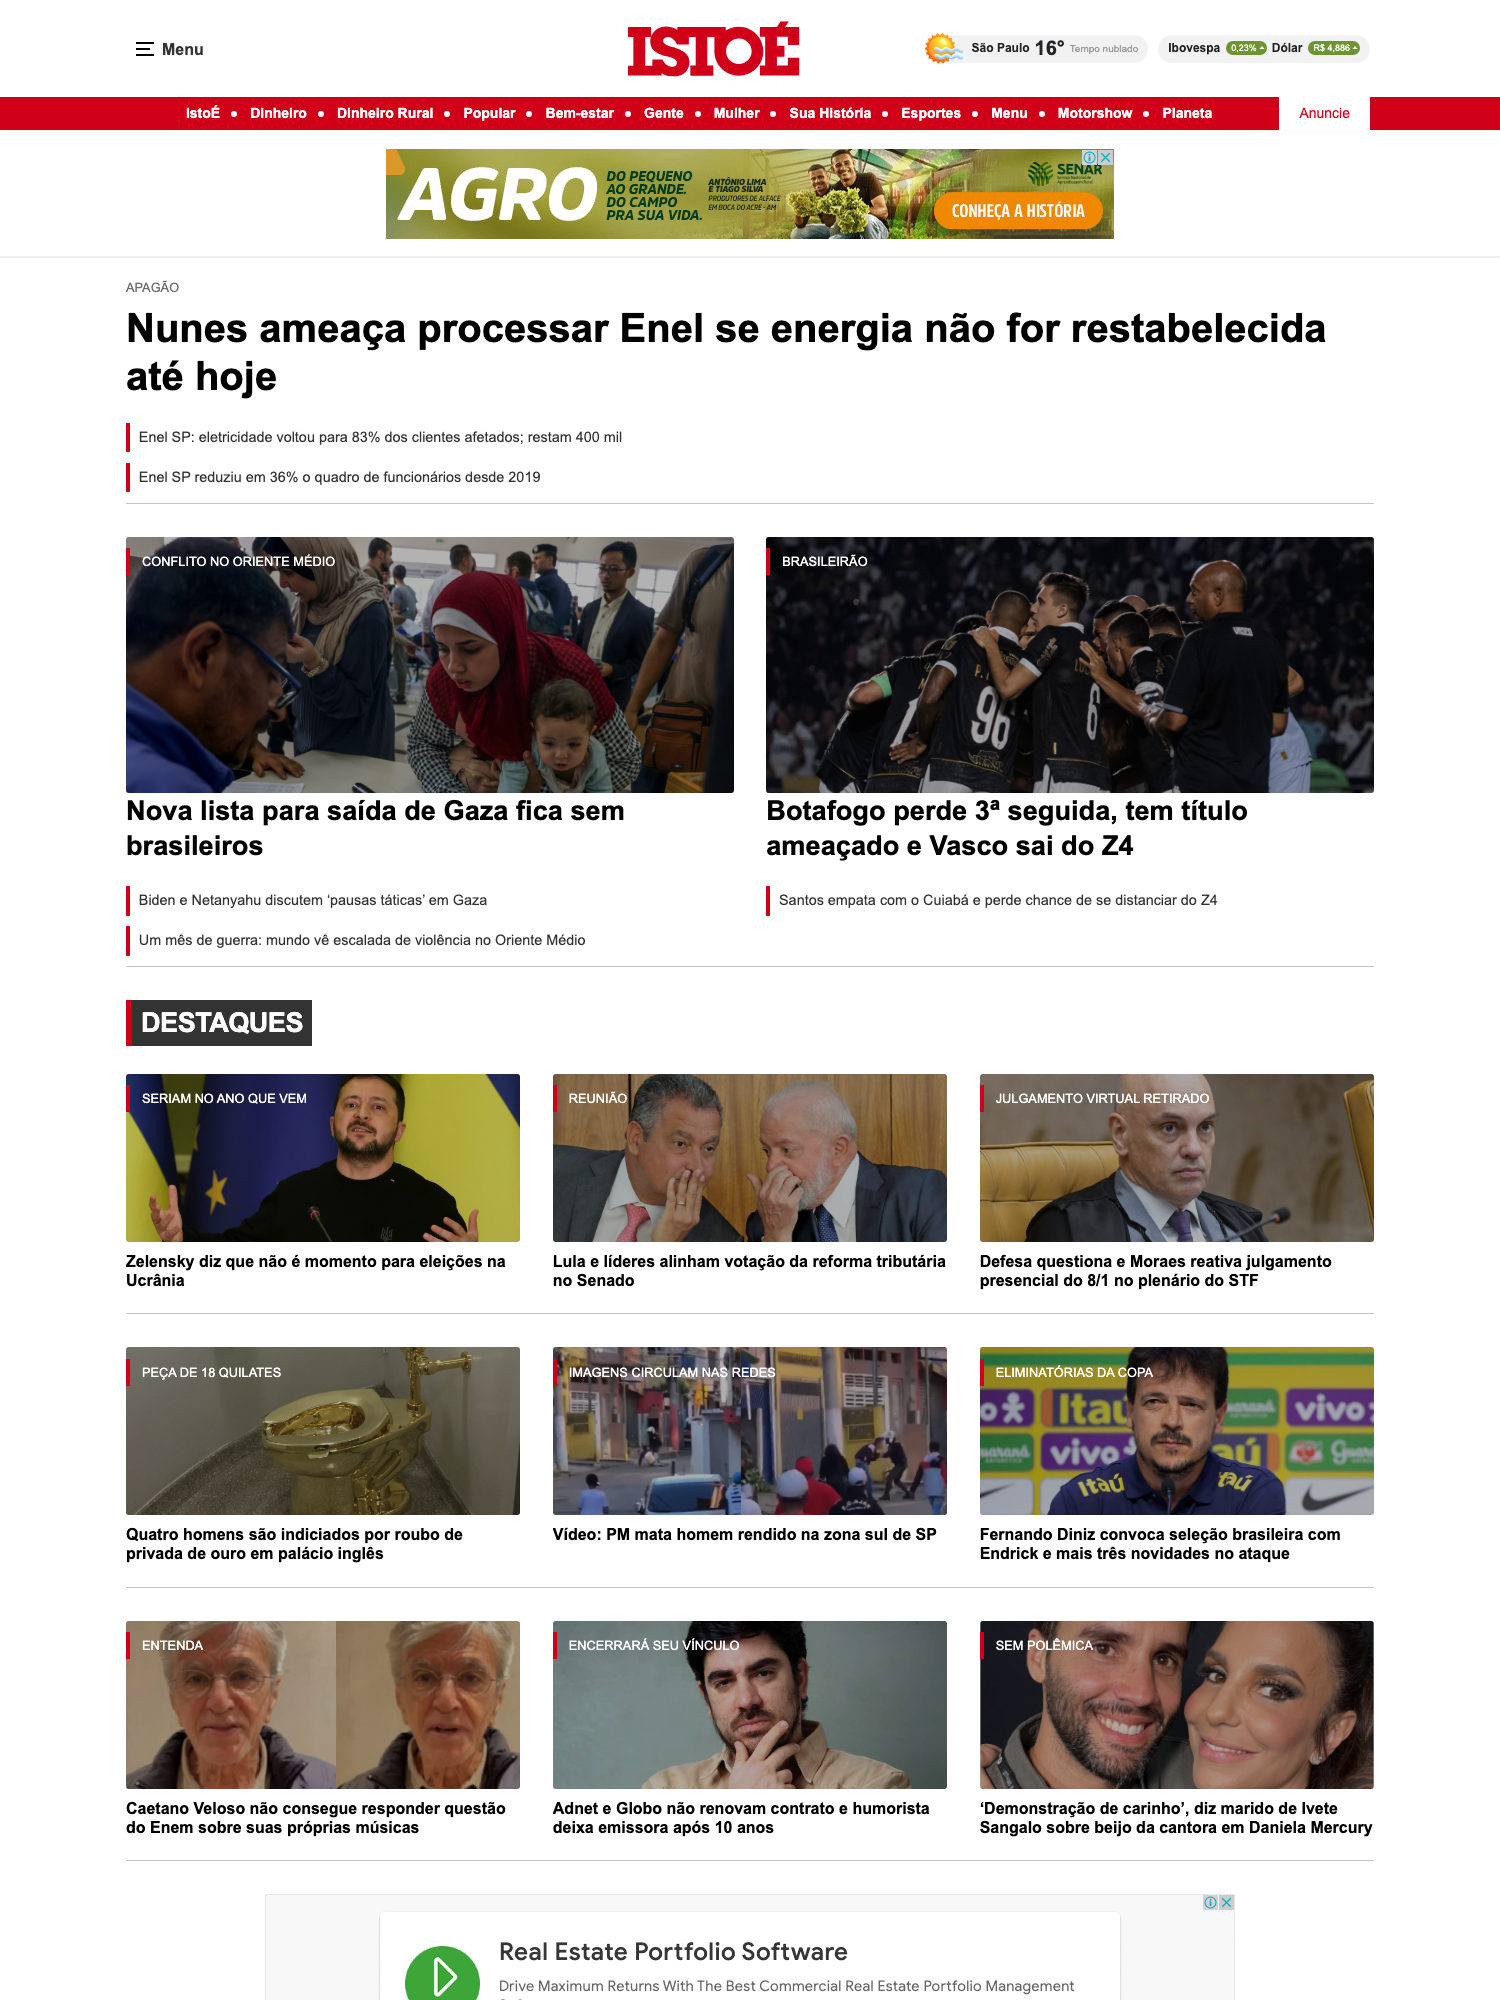 Menu
ISTOÉ
São Paulo 16° Tempo nublado
Ibovespa 0,23% Dólar R$ 4,886
IstoÉ • Dinheiro • Dinheiro Rural • Popular • Bem-estar • Gente • Mulher • Sua História • Esportes • Menu • Motorshow • Planeta
Anuncie
AGRO
DO PEQUENO
AO GRANDE.
DO CAMPO
PRA SUA VIDA.
ANTÔNIO LIMA
E TIAGO SILVA
PRODUTORES DE ALFACE
EM BOCA DO ACRE - AM
SENAR
CONHEÇA A HISTÓRIA
APAGÃO
Nunes ameaça processar Enel se energia não for restabelecida
até hoje
Enel SP: eletricidade voltou para 83% dos clientes afetados; restam 400 mil
Enel SP reduziu em 36% o quadro de funcionários desde 2019
CONFLITO NO ORIENTE MÉDIO
Nova lista para saída de Gaza fica sem
brasileiros
Biden e Netanyahu discutem ‘pausas táticas’ em Gaza
Um mês de guerra: mundo vê escalada de violência no Oriente Médio
BRASILEIRÃO
96
6
Botafogo perde 3ª seguida, tem título
ameaçado e Vasco sai do Z4
Santos empata com o Cuiabá e perde chance de se distanciar do Z4
DESTAQUES
SERIAM NO ANO QUE VEM
Zelensky diz que não é momento para eleições na
Ucrânia
REUNIÃO
Lula e líderes alinham votação da reforma tributária
no Senado
JULGAMENTO VIRTUAL RETIRADO
Defesa questiona e Moraes reativa julgamento
presencial do 8/1 no plenário do STF
PEÇA DE 18 QUILATES
Quatro homens são indiciados por roubo de
privada de ouro em palácio inglês
IMAGENS CIRCULAM NAS REDES
Vídeo: PM mata homem rendido na zona sul de SP
ELIMINATÓRIAS DA COPA
Itaú
vivo
vivo
Itaú
Fernando Diniz convoca seleção brasileira com
Endrick e mais três novidades no ataque
ENTENDA
Caetano Veloso não consegue responder questão
do Enem sobre suas próprias músicas
ENCERRARÁ SEU VÍNCULO
Adnet e Globo não renovam contrato e humorista
deixa emissora após 10 anos
SEM POLÊMICA
‘Demonstração de carinho’, diz marido de Ivete
Sangalo sobre beijo da cantora em Daniela Mercury
Real Estate Portfolio Software
Drive Maximum Returns With The Best Commercial Real Estate Portfolio Management